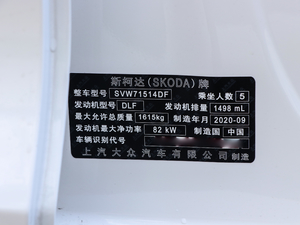 斯柯达(SKODA)牌
整车型号 SVW71514DF 乘坐人数 5
发动机型号 DLF 发动机排量 1498 mL
最大允许总质量 1615kg 制造年月 2020-09
发动机最大净功率 82 kW 制造国 中国
车辆识别代号
上汽大众汽车有限公司 制造